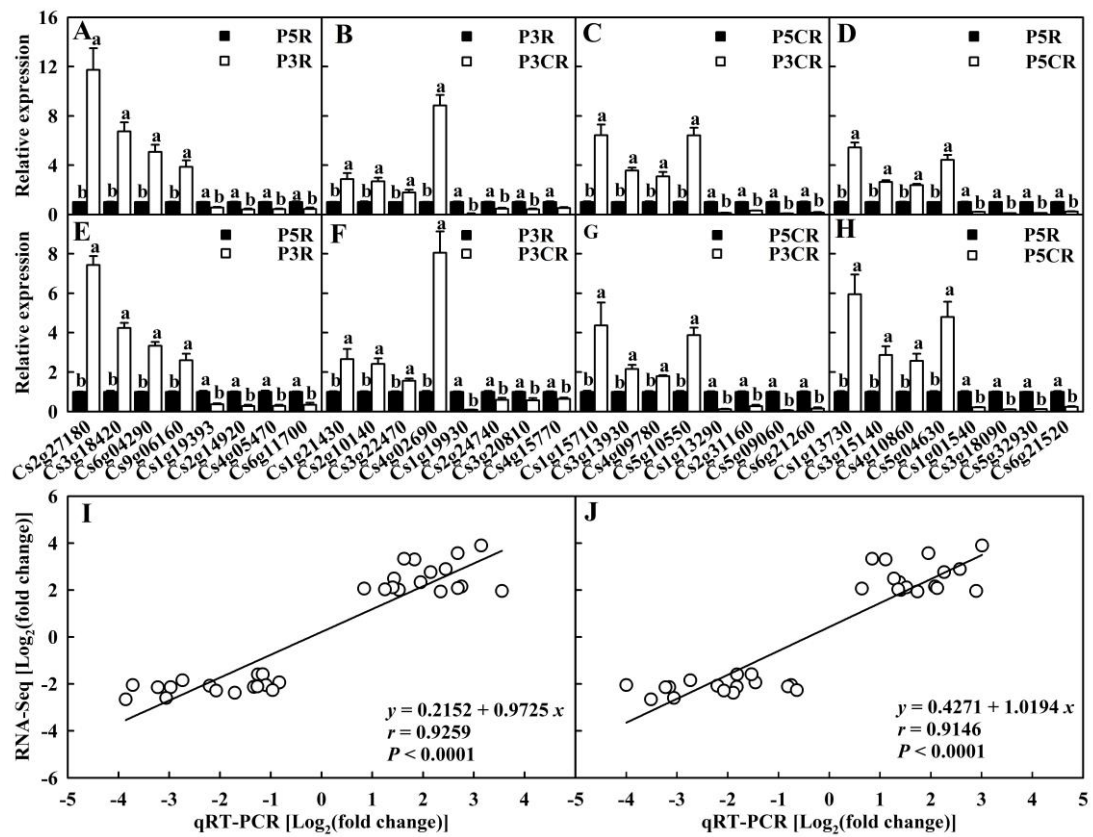 16
12
8
4
0
Relative expression
A
P5R
P3R
b a b a b a b a a b a b a b a b
B
P3R
P3CR
b a b a b a b a a b a b a b a
C
P5CR
P3CR
b a b a b a b a a b a b a b a b
D
P5R
P5CR
b a b a b a b a a b a b a b a b
8
6
4
2
0
Relative expression
E
P5R
P3R
b a b a b a b a a b a b a b a b
F
P3R
P3CR
b a b a b a b a a b a b a b a b
G
P5CR
P3CR
b a b a b a b a a b a b a b a b
H
P5R
P5CR
b a b a b a b a a b a b a b a b
Cs2g27180
Cs3g18420
Cs6g04290
Cs9g06160
Cs1g19393
Cs2g14920
Cs4g05470
Cs6g11700
Cs1g21430
Cs2g10140
Cs3g22470
Cs4g02690
Cs1g19930
Cs2g24740
Cs3g20810
Cs4g15770
Cs1g15710
Cs3g13930
Cs4g09780
Cs5g10550
Cs1g13290
Cs2g31160
Cs5g09060
Cs6g21260
Cs1g13730
Cs3g15140
Cs4g10860
Cs5g04630
Cs1g01540
Cs3g18090
Cs5g32930
Cs6g21520
RNA-Seq [Log2(fold change)]
6
4
2
0
-2
-4
-6
I
y = 0.2152 + 0.9725 x
r = 0.9259
P < 0.0001
J
y = 0.4271 + 1.0194 x
r = 0.9146
P < 0.0001
-5 -4 -3 -2 -1 0 1 2 3 4 -5 -4 -3 -2 -1 0 1 2 3 4 5
qRT-PCR [Log2(fold change)] qRT-PCR [Log2(fold change)]